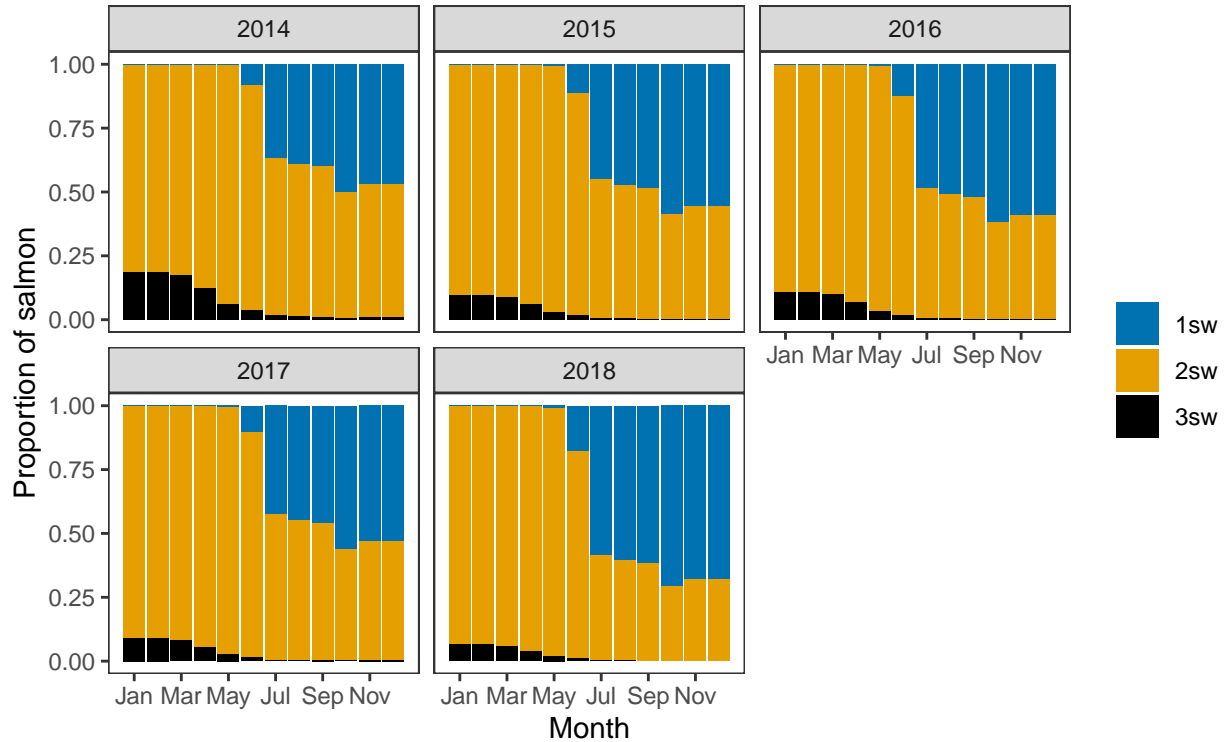 2014 2015 2016
1.00
0.75
0.50
0.25
0.00
Jan Mar May Jul Sep Nov
2017 2018
1.00
0.75
0.50
0.25
0.00
Jan Mar May Jul Sep Nov Jan Mar May Jul Sep Nov
Month
Proportion of salmon
1sw
2sw
3sw